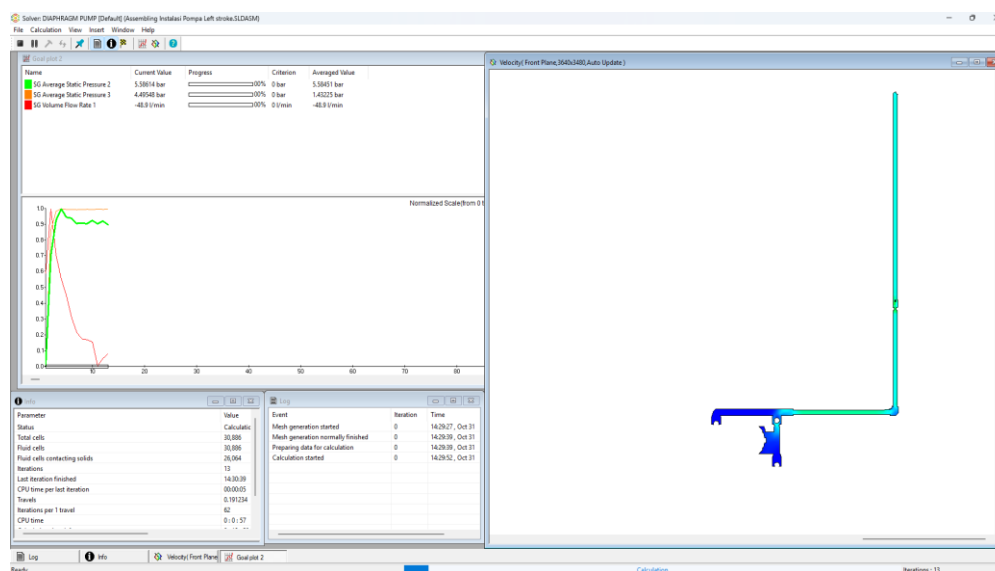 Solver: DIAPHRAGM PUMP [Default] (Assembling Instalasi Pompa Left stroke.SLDASM)
File Calculation View Insert Window Help
Goal plot 2
Name Current Value Progress Criterion Averaged Value
SG Average Static Pressure 2 5.58614 bar 00% 0 bar 5.58451 bar
SG Average Static Pressure 3 4.49548 bar 00% 0 bar 1.43225 bar
SG Volume Flow Rate 1 -48.9 l/min 00% 0 l/min -48.9 l/min
Normalized Scale(from 0 t
1.0
0.9
0.8
0.7
0.6
0.5
0.4
0.3
0.2
0.1
0.0
10 20 30 40 50 60 70 80
Velocity( Front Plane,3640x3480,Auto Update )
Info
Parameter Value
Status Calculatic
Total cells 30,886
Fluid cells 30,886
Fluid cells contacting solids 26,064
Iterations 13
Last iteration finished 14:30:39
CPU time per last iteration 00:00:05
Travels 0.191234
Iterations per 1 travel 62
CPU time 0 : 0 : 57
Log
Event Iteration Time
Mesh generation started 0 14:29:27 , Oct 31
Mesh generation normally finished 0 14:29:39 , Oct 31
Preparing data for calculation 0 14:29:39 , Oct 31
Calculation started 0 14:29:52 , Oct 31
Log Info Velocity( Front Plane Goal plot 2
Ready Calculation Iterations : 13